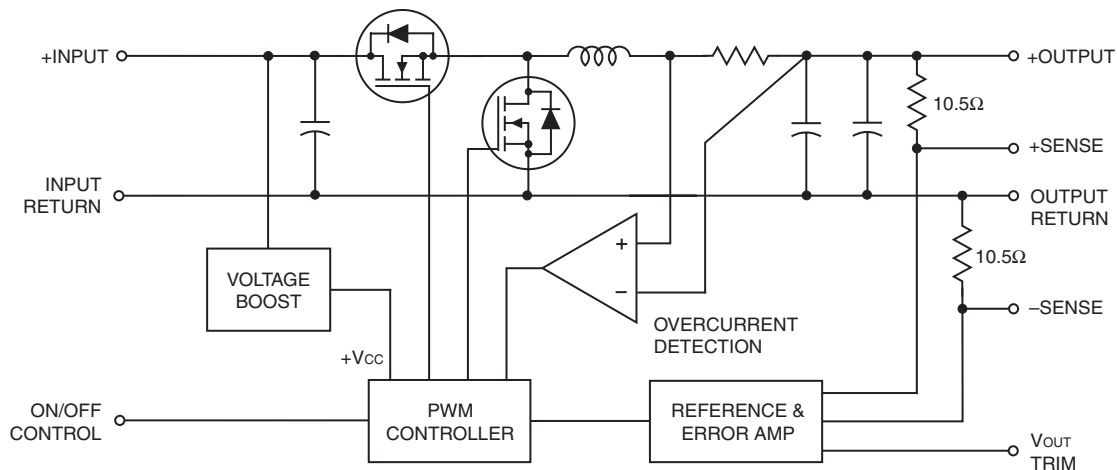 +INPUT
+OUTPUT
10.5Ω
+SENSE
INPUT
RETURN
OUTPUT
RETURN
+
10.5Ω
VOLTAGE
BOOST
–
–SENSE
OVERCURRENT
DETECTION
+VCC
ON/OFF
CONTROL
PWM
CONTROLLER
REFERENCE &
ERROR AMP
VOUT
TRIM